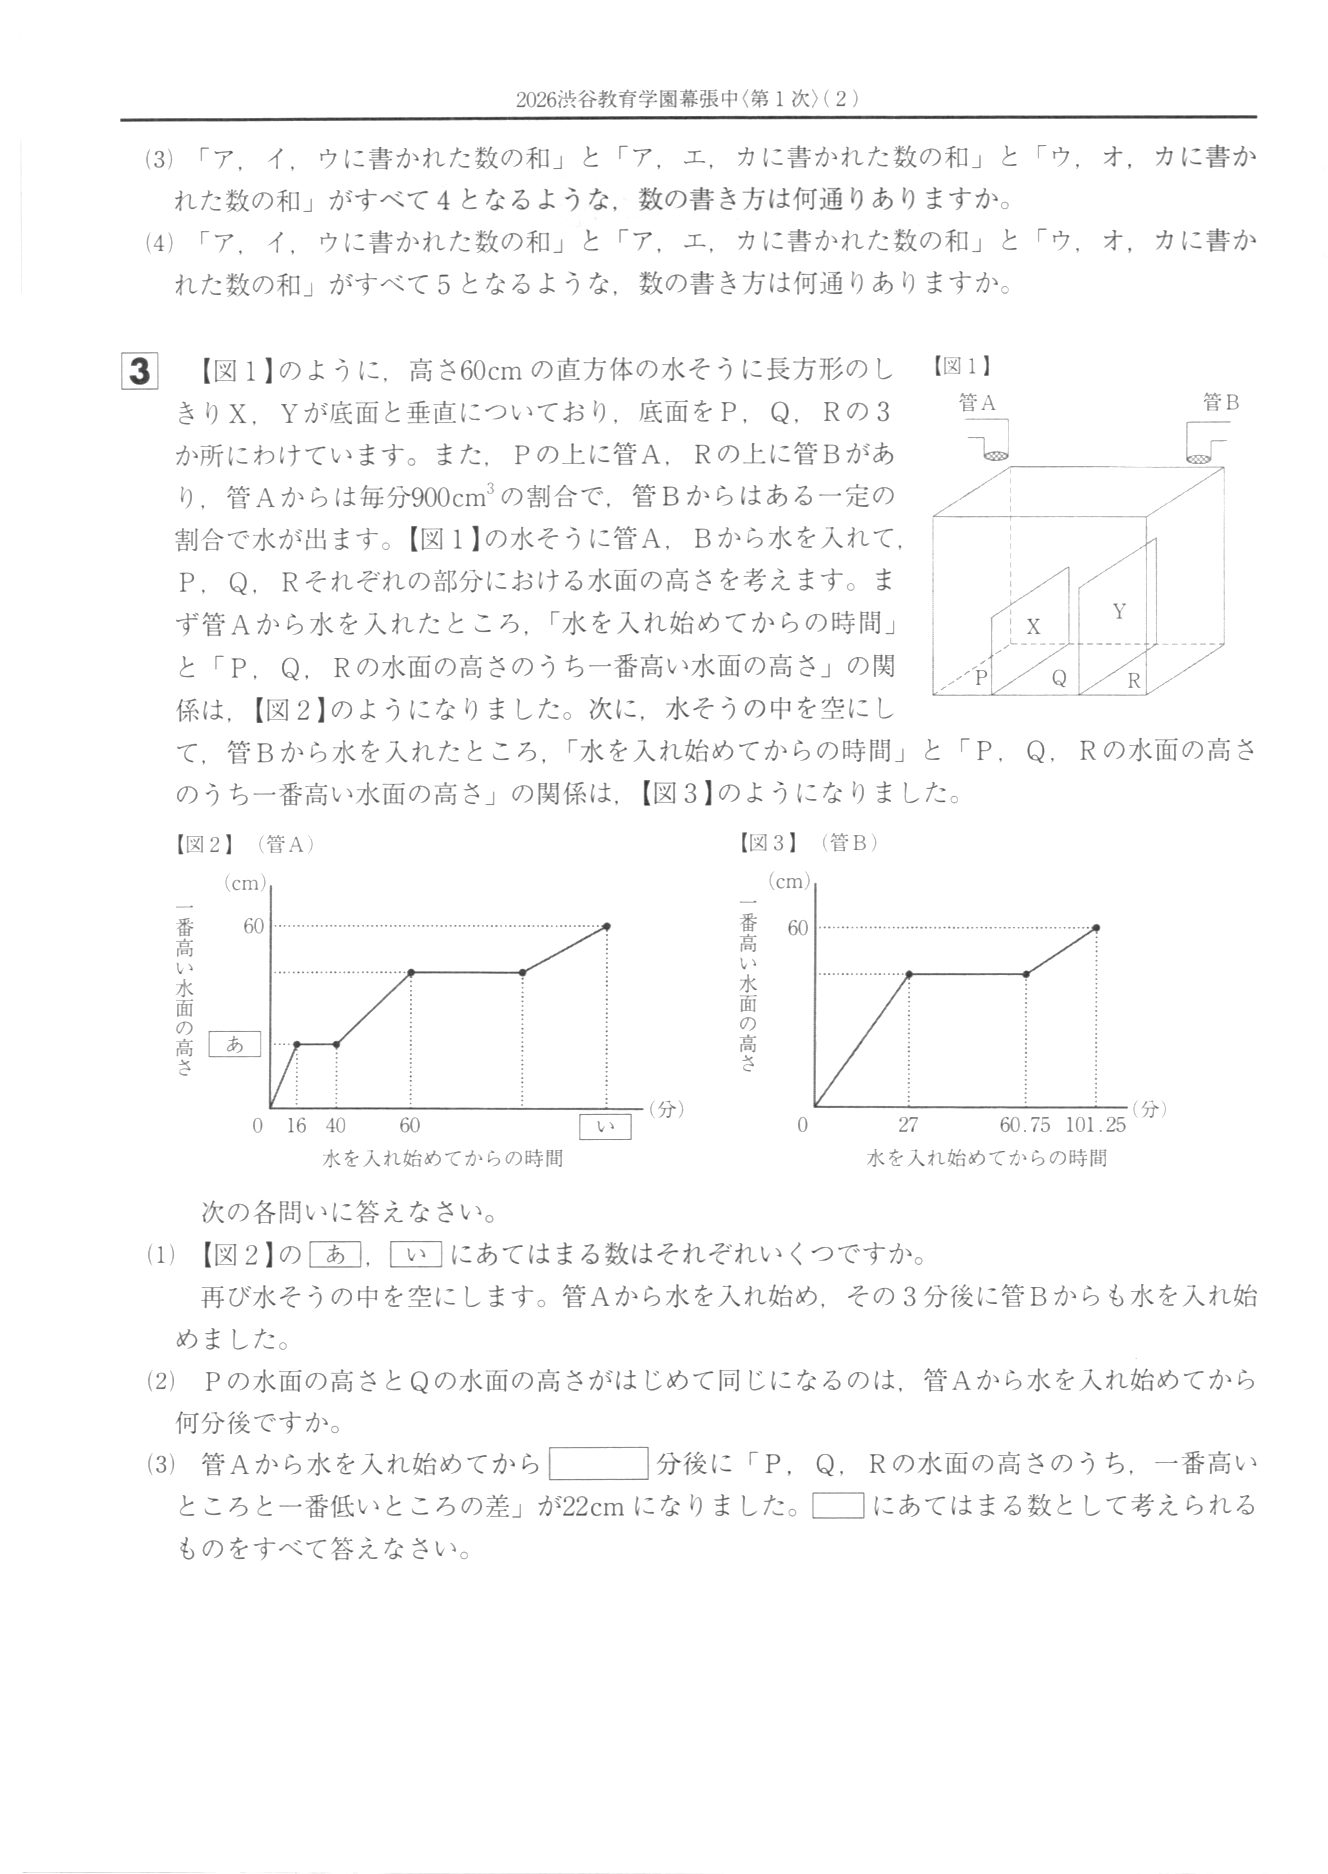 2026渋谷教育学園幕張中〈第1次〉(2)
(3) 「ア，イ，ウに書かれた数の和」と「ア，エ，カに書かれた数の和」と「ウ，オ，カに書か
れた数の和」がすべて4となるような，数の書き方は何通りありますか。
(4) 「ア，イ，ウに書かれた数の和」と「ア，エ，カに書かれた数の和」と「ウ，オ，カに書か
れた数の和」がすべて5となるような，数の書き方は何通りありますか。
3 【図1】のように，高さ60cmの直方体の水そうに長方形のし
きりX，Yが底面と垂直についており，底面をP，Q，Rの3
か所にわけています。また，Pの上に管A，Rの上に管Bがあ
り，管Aからは毎分900cm³の割合で，管Bからはある一定の
割合で水が出ます。【図1】の水そうに管A，Bから水を入れて，
P，Q，Rそれぞれの部分における水面の高さを考えます。ま
ず管Aから水を入れたところ，「水を入れ始めてからの時間」
と「P，Q，Rの水面の高さのうち一番高い水面の高さ」の関
係は，【図2】のようになりました。次に，水そうの中を空にし
て，管Bから水を入れたところ，「水を入れ始めてからの時間」と「P，Q，Rの水面の高さ
のうち一番高い水面の高さ」の関係は，【図3】のようになりました。
【図1】
管A
管B
X
Y
P
Q
R
【図2】（管A）
(cm)
一番高い水面の高さ
60
あ
0 16 40 60 い (分)
水を入れ始めてからの時間
【図3】（管B）
(cm)
一番高い水面の高さ
60
0 27 60.75 101.25 (分)
水を入れ始めてからの時間
次の各問いに答えなさい。
(1) 【図2】の あ ， い にあてはまる数はそれぞれいくつですか。
再び水そうの中を空にします。管Aから水を入れ始め，その3分後に管Bからも水を入れ始
めました。
(2) Pの水面の高さとQの水面の高さがはじめて同じになるのは，管Aから水を入れ始めてから
何分後ですか。
(3) 管Aから水を入れ始めてから 分後に「P，Q，Rの水面の高さのうち，一番高い
ところと一番低いところの差」が22cmになりました。 にあてはまる数として考えられる
ものをすべて答えなさい。